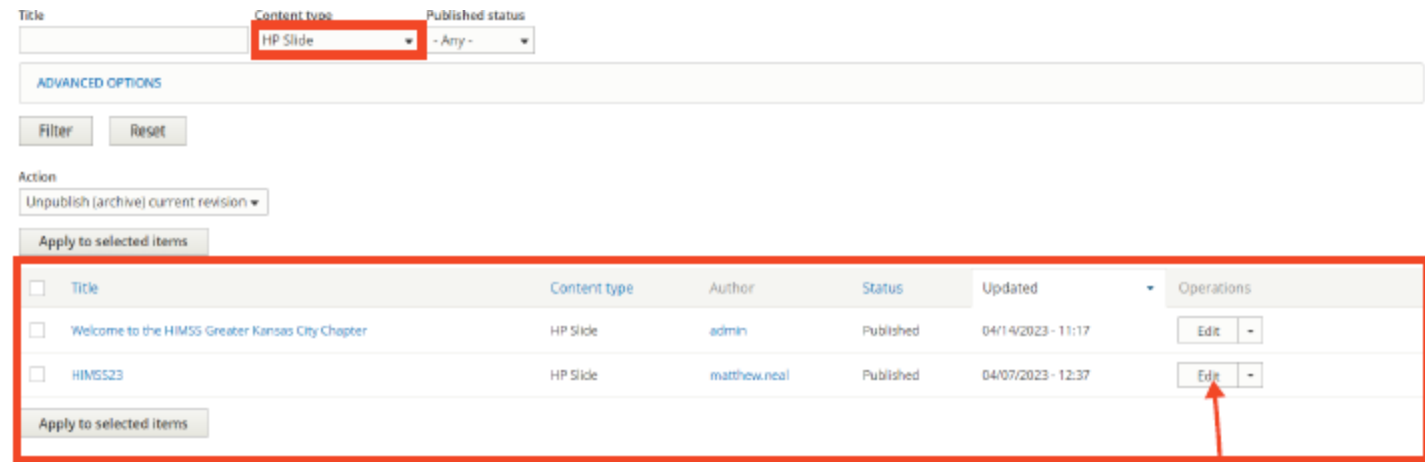 Title Content type Published status
HP Slide - Any -
ADVANCED OPTIONS
Filter Reset
Action
Unpublish (archive) current revision
Apply to selected items
Title Content type Author Status Updated Operations
Welcome to the HIMSS Greater Kansas City Chapter HP Slide admin Published 04/14/2023 - 11:17 Edit
HIMSS23 HP Slide matthew.neal Published 04/07/2023 - 12:37 Edit
Apply to selected items